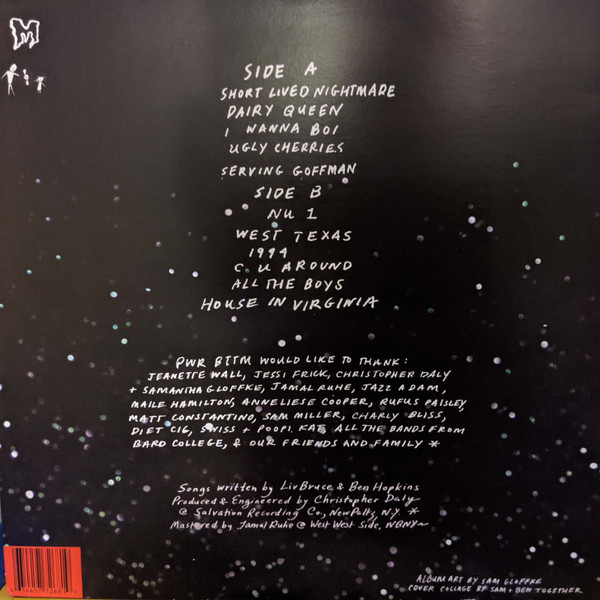 M
SIDE A
SHORT LIVED NIGHTMARE
DAIRY QUEEN
I WANNA BOI
UGLY CHERRIES
SERVING GOFFMAN
SIDE B
NU 1
WEST TEXAS
1994
C. U AROUND
ALL THE BOYS
HOUSE IN VIRGINIA
PWR BTTM WOULD LIKE TO THANK:
JEANETTE WALL, JESSI FRICK, CHRISTOPHER DALY
+ SAMANTHA GLOFFKE, JAMAL RUHE, JAZZ ADAM,
MAILE HAMILTON, ANNELIESE COOPER, RUFUS PAISLEY,
MATT CONSTANTINO, SAM MILLER, CHARLY BLISS,
DIET CIG, SWISS + POOPI. KAT, ALL THE BANDS FROM
BARD COLLEGE, & OUR FRIENDS AND FAMILY *
Songs written by Liv Bruce & Ben Hopkins
Produced & Engineered by Christopher Daly
@ Salvation Recording Co, New Paltz, N.Y. *
Mastered by Jamal Ruhe @ West West Side, NBNY~
ALBUM ART BY SAM GLOFFKE
COVER COLLAGE BY SAM + BEN TOGETHER